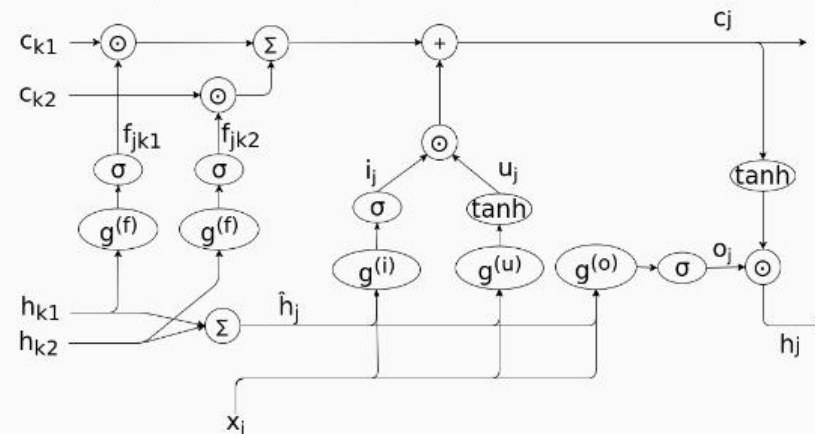 c_j
c_k1 ⊙ Σ +
c_k2 ⊙
f_jk1 f_jk2 ⊙
σ σ i_j u_j tanh
σ tanh
g^(f) g^(f)
g^(i) g^(u) g^(o) σ o_j ⊙
h_k1 ĥ_j
Σ
h_k2 h_j
x_j